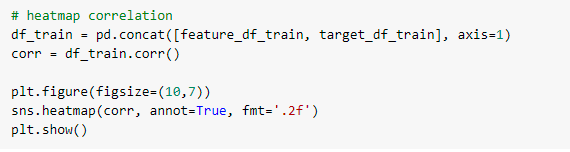 # heatmap correlation
df_train = pd.concat([feature_df_train, target_df_train], axis=1)
corr = df_train.corr()
plt.figure(figsize=(10,7))
sns.heatmap(corr, annot=True, fmt='.2f')
plt.show()